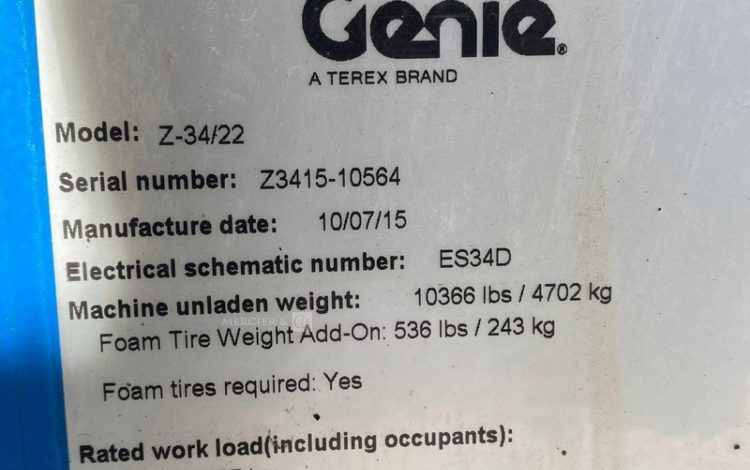 Genie®
A TEREX BRAND
Model: Z-34/22
Serial number: Z3415-10564
Manufacture date: 10/07/15
Electrical schematic number: ES34D
Machine unladen weight: 10366 lbs / 4702 kg
MERCIER &
Foam Tire Weight Add-On: 536 lbs / 243 kg
Foam tires required: Yes
Rated work load(including occupants):